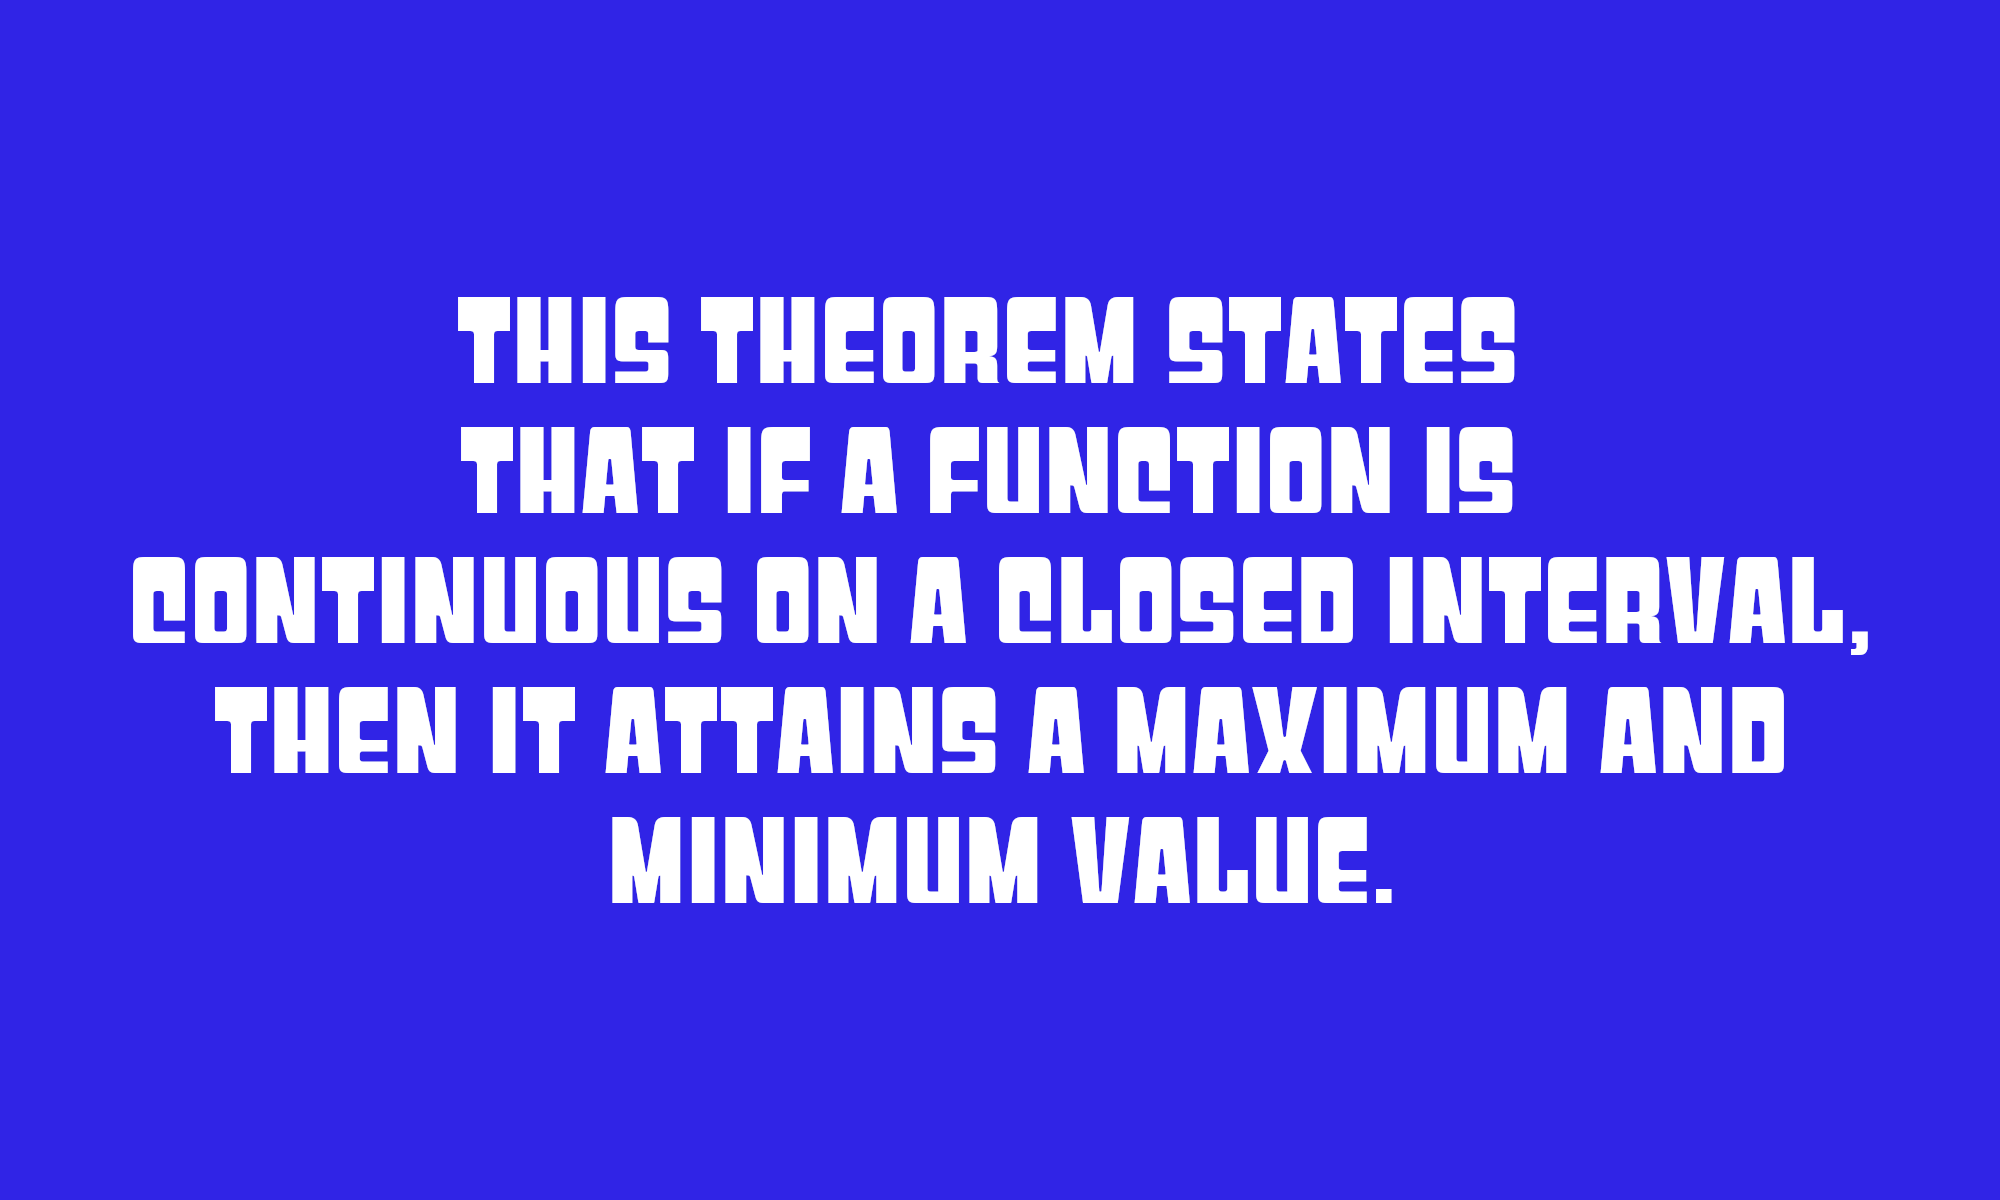 THIS THEOREM STATES
THAT IF A FUNCTION IS
CONTINUOUS ON A CLOSED INTERVAL,
THEN IT ATTAINS A MAXIMUM AND
MINIMUM VALUE.